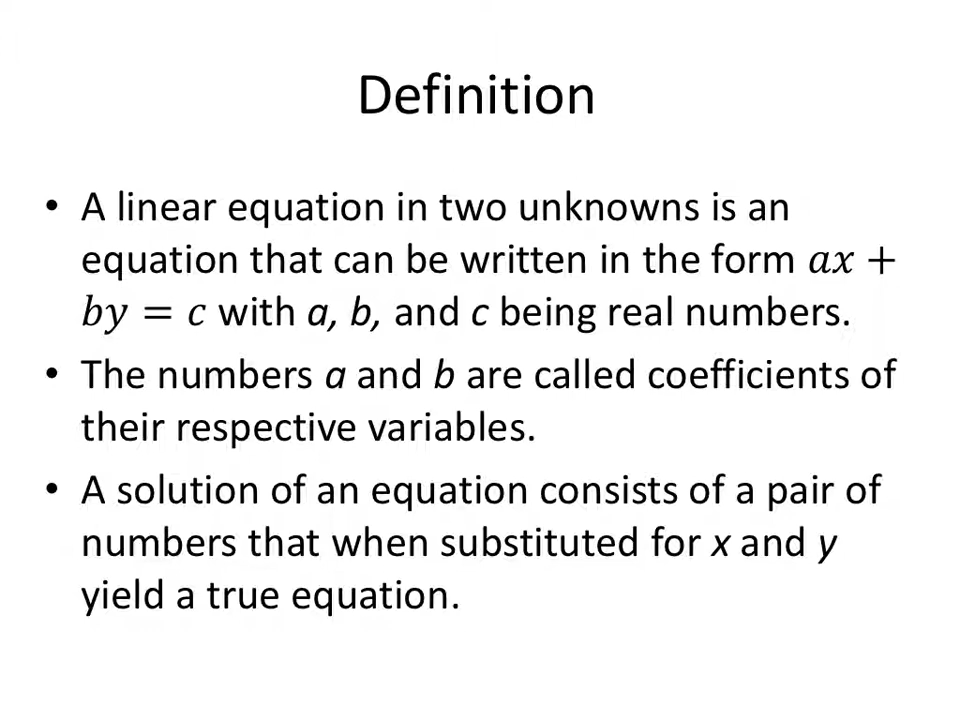 Definition
• A linear equation in two unknowns is an
equation that can be written in the form 𝑎𝑥 +
𝑏𝑦 = 𝑐 with a, b, and c being real numbers.
• The numbers a and b are called coefficients of
their respective variables.
• A solution of an equation consists of a pair of
numbers that when substituted for x and y
yield a true equation.